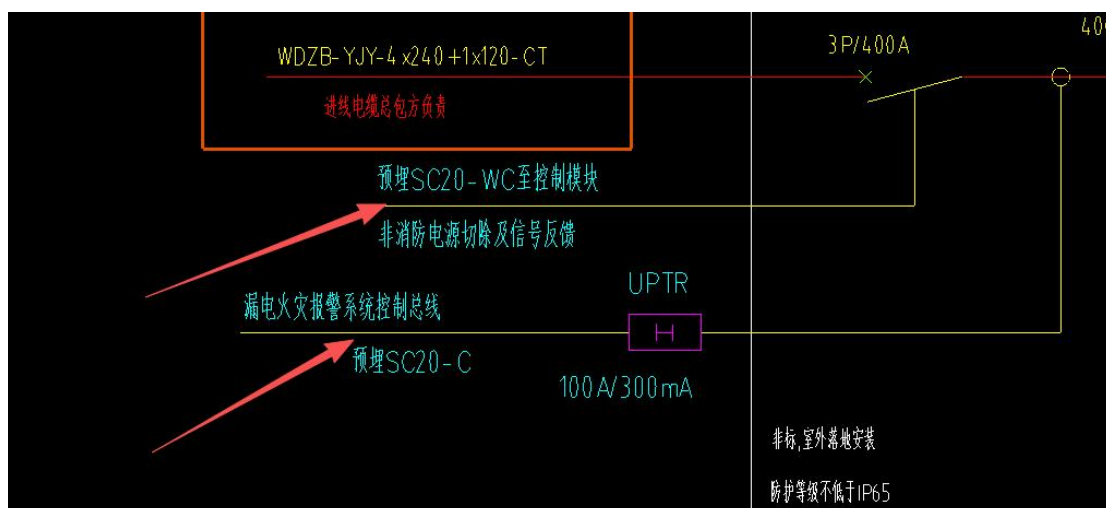 WDZB-YJY-4x240+1x120-CT
3P/400A
40
进线电缆总包方负责
预埋SC20-WC至控制模块
非消防电源切除及信号反馈
UPTR
漏电火灾报警系统控制总线
H
预埋SC20-C
100A/300mA
非标,室外落地安装
防护等级不低于IP65